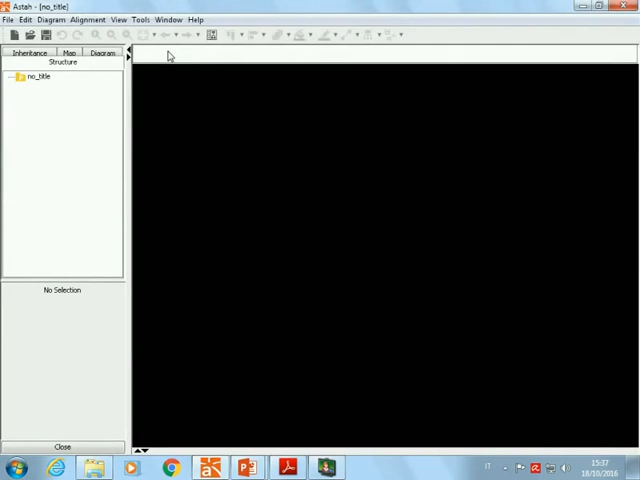 Astah - [no_title]
File Edit Diagram Alignment View Tools Window Help
Inheritance Map Diagram
Structure
no_title
No Selection
Close
IT
15:37
18/10/2016